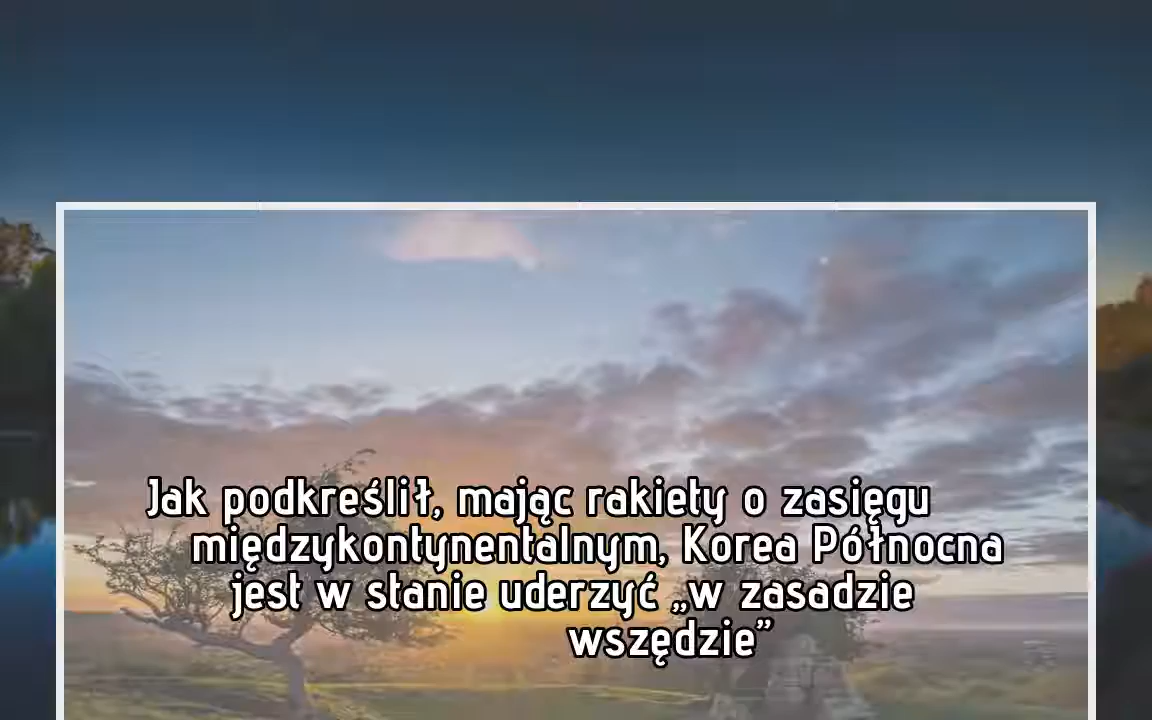 Jak podkreślił, mając rakiety o zasięgu
międzykontynentalnym, Korea Północna
jest w stanie uderzyć „w zasadzie
wszędzie”